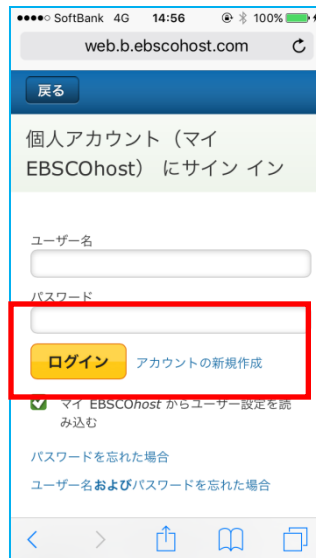 SoftBank 4G 14:56 100%
web.b.ebscohost.com
戻る
個人アカウント（マイ
EBSCOhost） にサイン イン
ユーザー名
パスワード
ログイン アカウントの新規作成
マイ EBSCOhost からユーザー設定を読
み込む
パスワードを忘れた場合
ユーザー名およびパスワードを忘れた場合